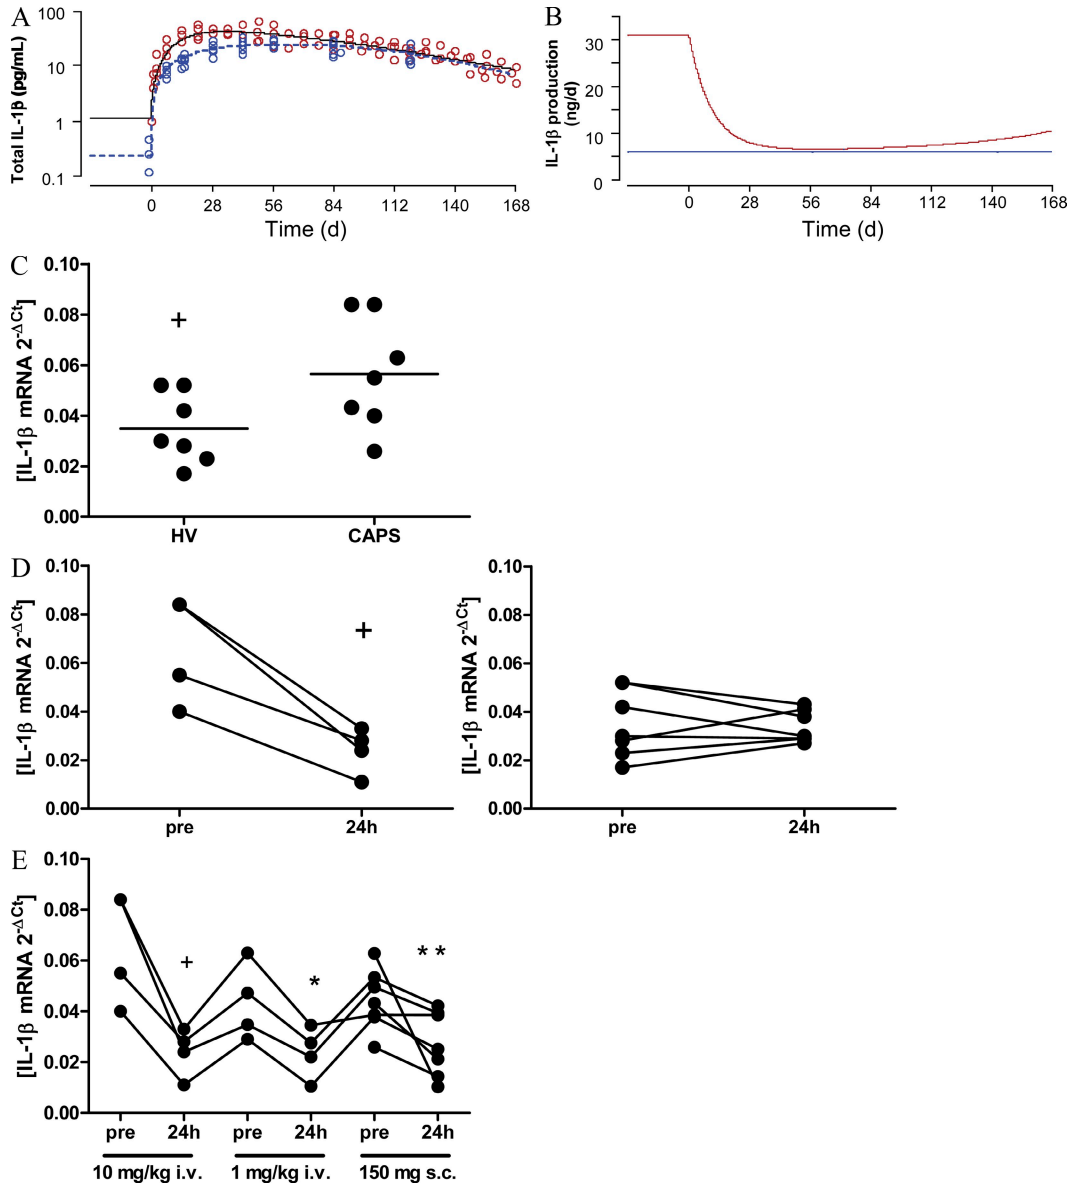 A
Total IL-1β (pg/mL)
100
10
1
0.1
0 28 56 84 112 140 168
Time (d)
B
IL-1β production
(ng/d)
30
20
10
0
0 28 56 84 112 140 168
Time (d)
C
[IL-1β mRNA 2^-ΔCt]
0.10
0.08
0.06
0.04
0.02
0.00
+
HV CAPS
D
[IL-1β mRNA 2^-ΔCt]
0.10
0.08
0.06
0.04
0.02
0.00
+
pre 24h
[IL-1β mRNA 2^-ΔCt]
0.10
0.08
0.06
0.04
0.02
0.00
pre 24h
E
[IL-1β mRNA 2^-ΔCt]
0.10
0.08
0.06
0.04
0.02
0.00
+ * **
pre 24h pre 24h pre 24h
10 mg/kg i.v. 1 mg/kg i.v. 150 mg s.c.